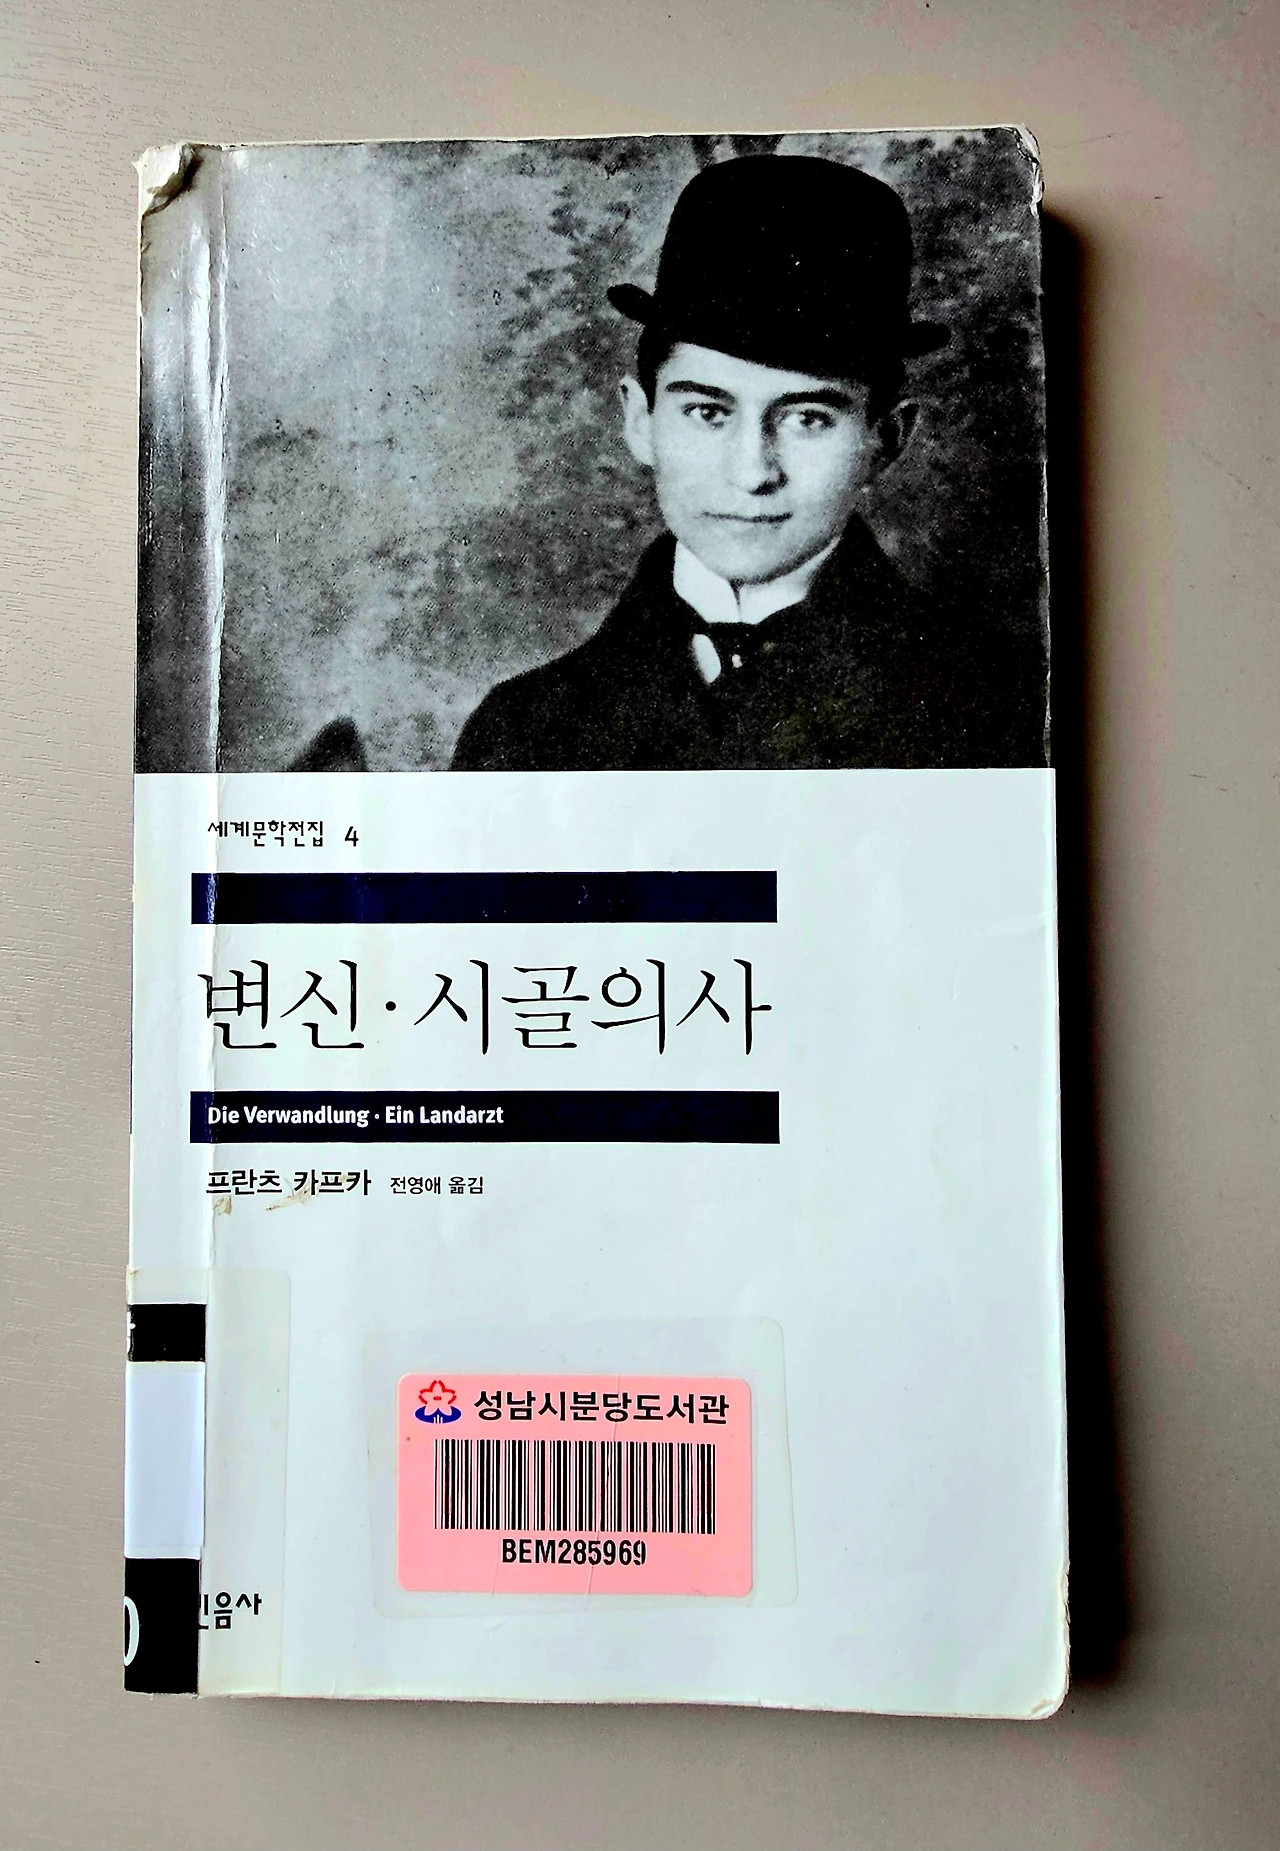 세계문학전집 4
변신·시골의사
Die Verwandlung · Ein Landarzt
프란츠 카프카 전영애 옮김
성남시분당도서관
BEM285969